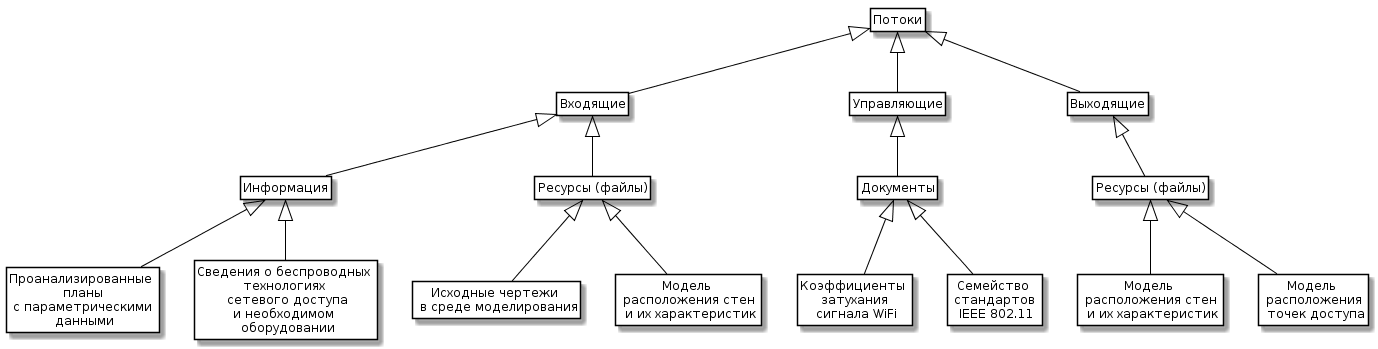 Потоки
Входящие
Управляющие
Выходящие
Информация
Ресурсы (файлы)
Документы
Ресурсы (файлы)
Проанализированные
планы
с параметрическими
данными
Сведения о беспроводных
технологиях
сетевого доступа
и необходимом
оборудовании
Исходные чертежи
в среде моделирования
Модель
расположения стен
и их характеристик
Коэффициенты
затухания
сигнала WiFi
Семейство
стандартов
IEEE 802.11
Модель
расположения стен
и их характеристик
Модель
расположения
точек доступа